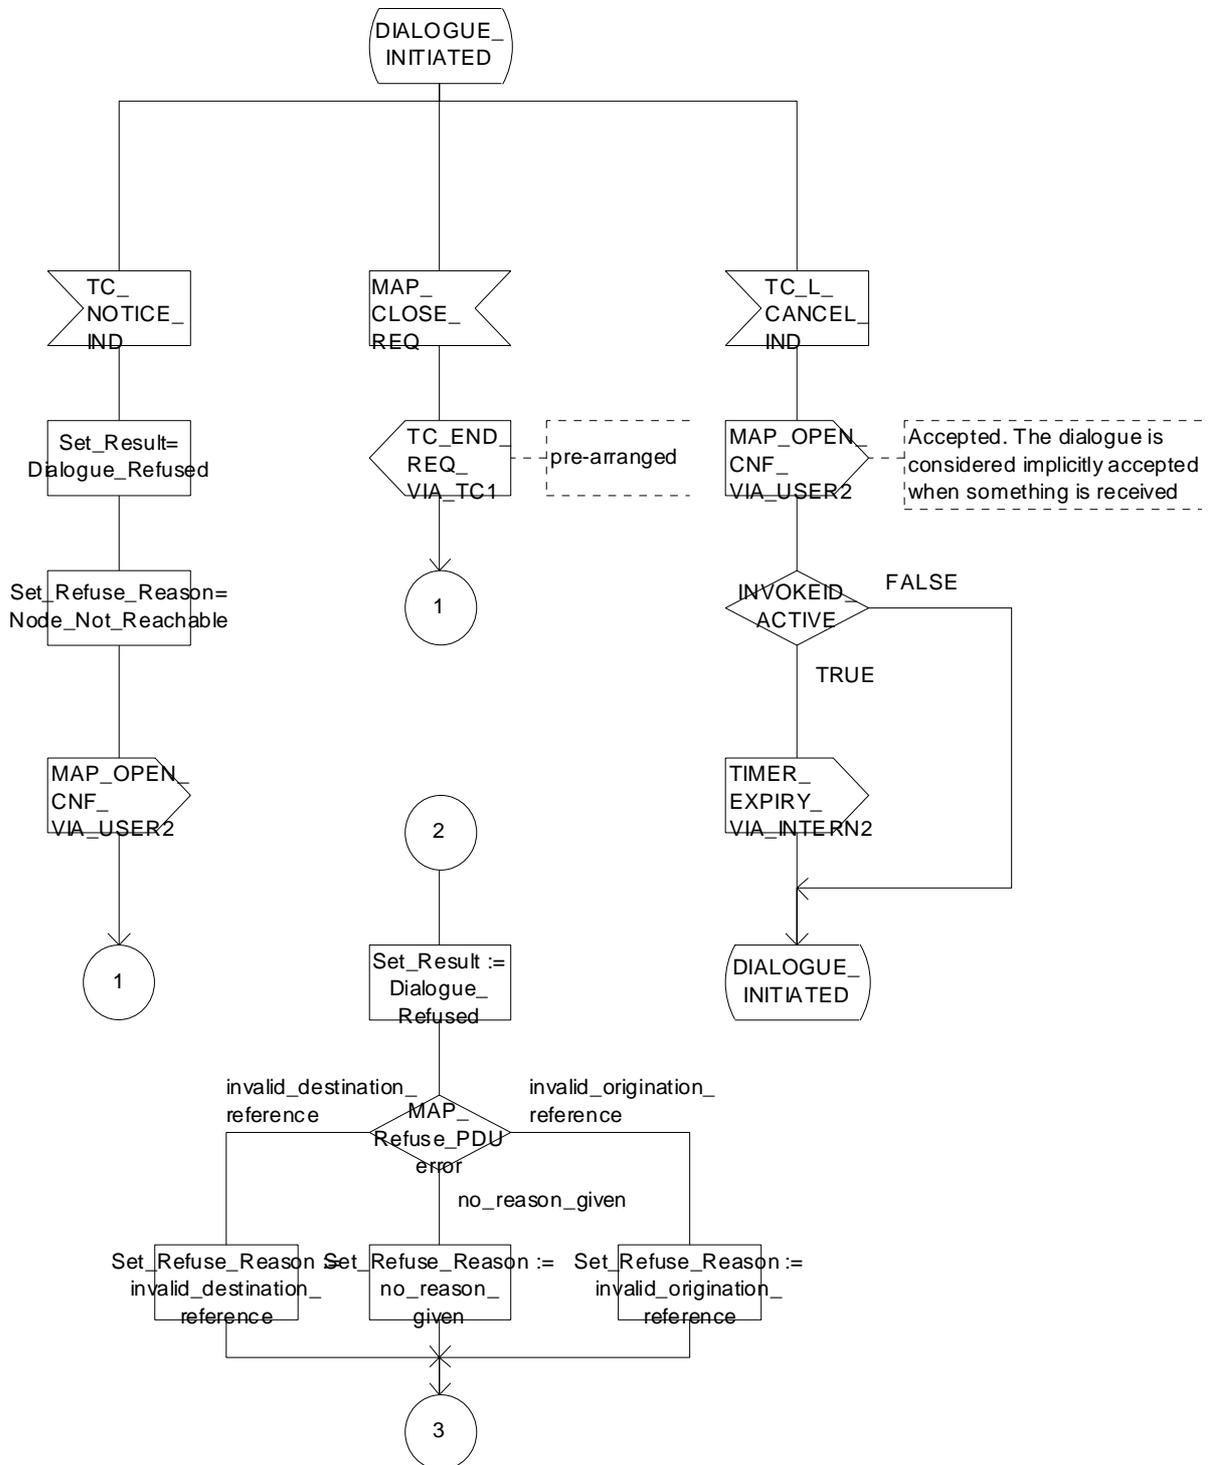 DIALOGUE_
INITIATED
TC_
NOTICE_
IND
MAP_
CLOSE_
REQ
TC_L_
CANCEL_
IND
Set_Result=
Dialogue_Refused
TC_END_
REQ_
VIA_TC1
pre-arranged
MAP_OPEN_
CNF_
VIA_USER2
Accepted. The dialogue is
considered implicitly accepted
when something is received
Set_Refuse_Reason=
Node_Not_Reachable
1
INVOKEID_
ACTIVE
FALSE
TRUE
MAP_OPEN_
CNF_
VIA_USER2
2
TIMER_
EXPIRY_
VIA_INTERN2
1
Set_Result :=
Dialogue_
Refused
DIALOGUE_
INITIATED
invalid_destination_
reference
MAP_
Refuse_PDU
error
invalid_origination_
reference
no_reason_given
Set_Refuse_Reason :=
invalid_destination_
reference
Set_Refuse_Reason :=
no_reason_
given
Set_Refuse_Reason :=
invalid_origination_
reference
3